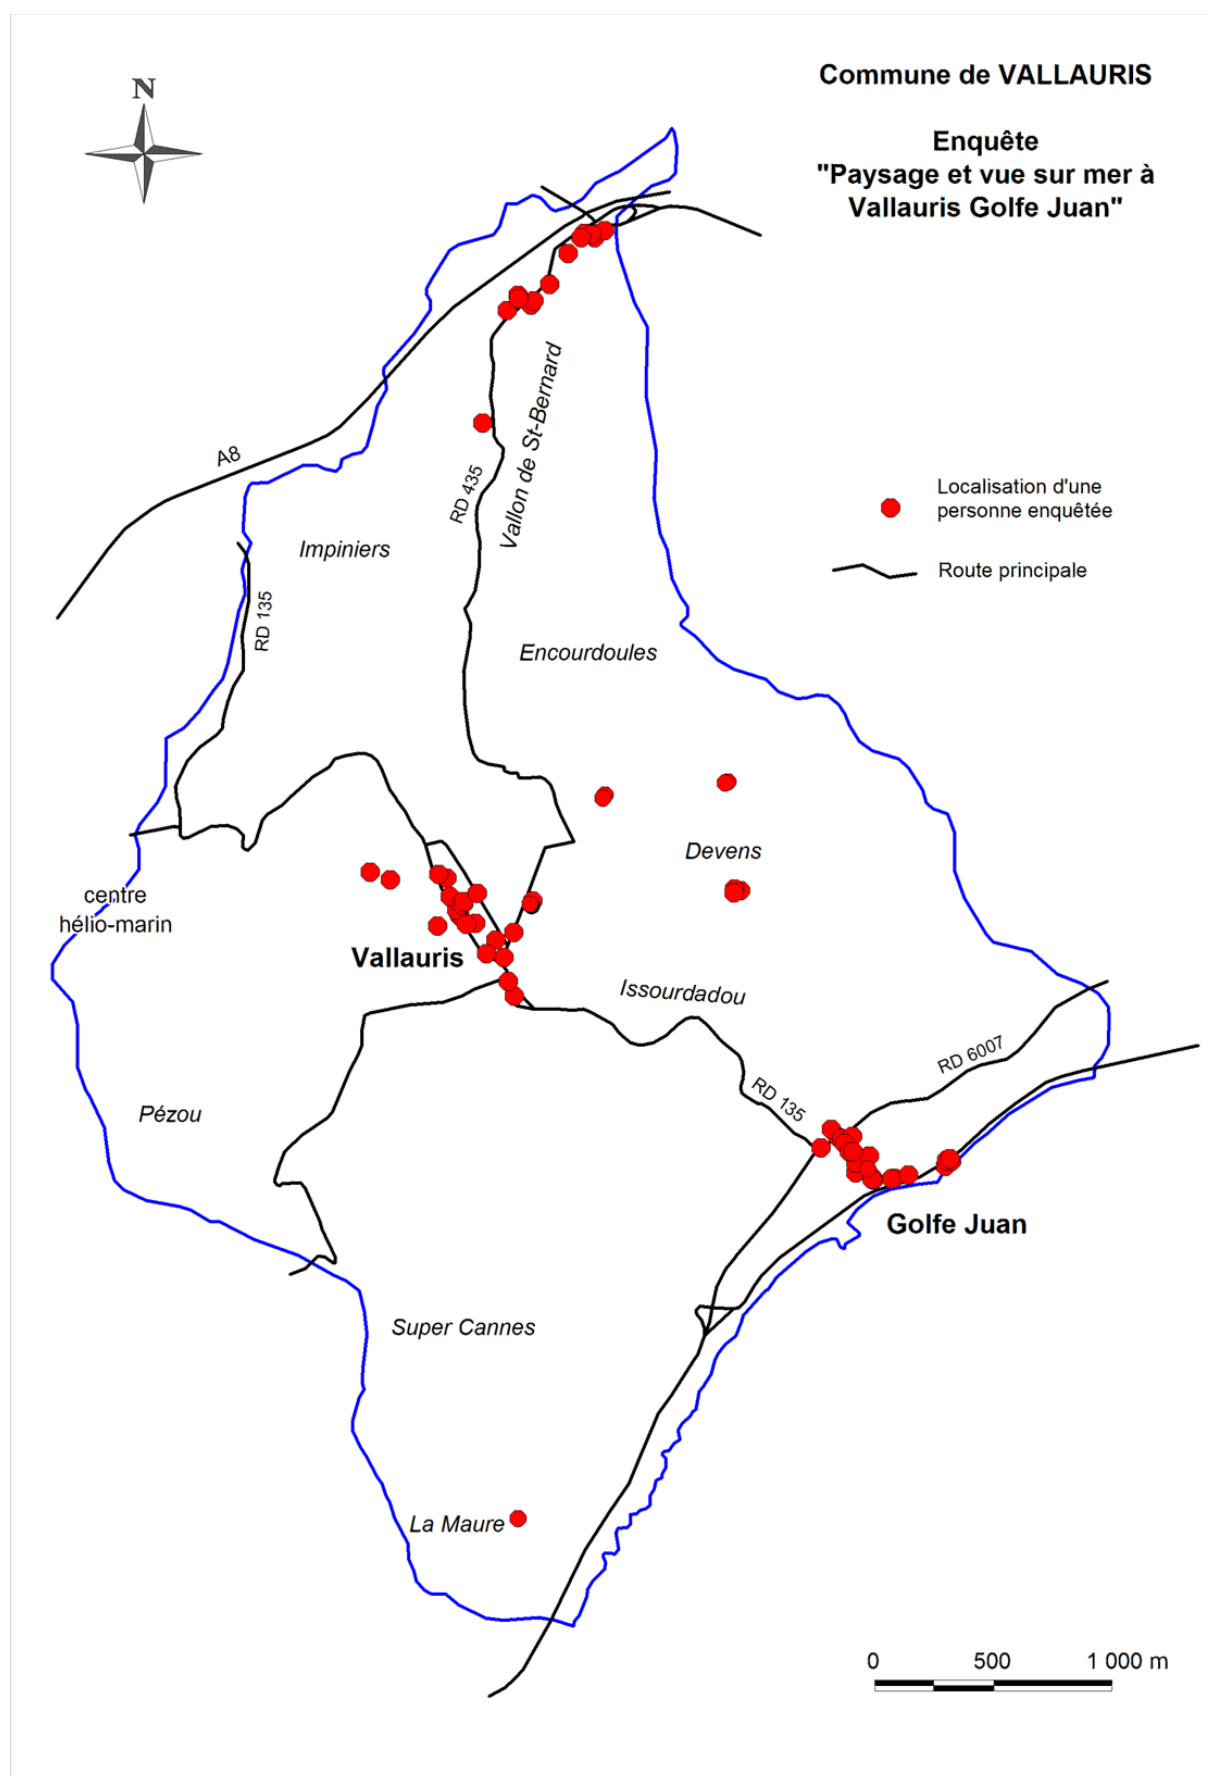 N
Commune de VALLAURIS
Enquête
"Paysage et vue sur mer à
Vallauris Golfe Juan"
A8
Vallon de St-Bernard
RD 435
Localisation d'une
personne enquêtée
Impiniers
Route principale
RD 135
Encourdoules
Devens
centre
hélio-marin
Vallauris
Issourdadou
RD 6007
RD 135
Pézou
Golfe Juan
Super Cannes
La Maure
0 500 1 000 m